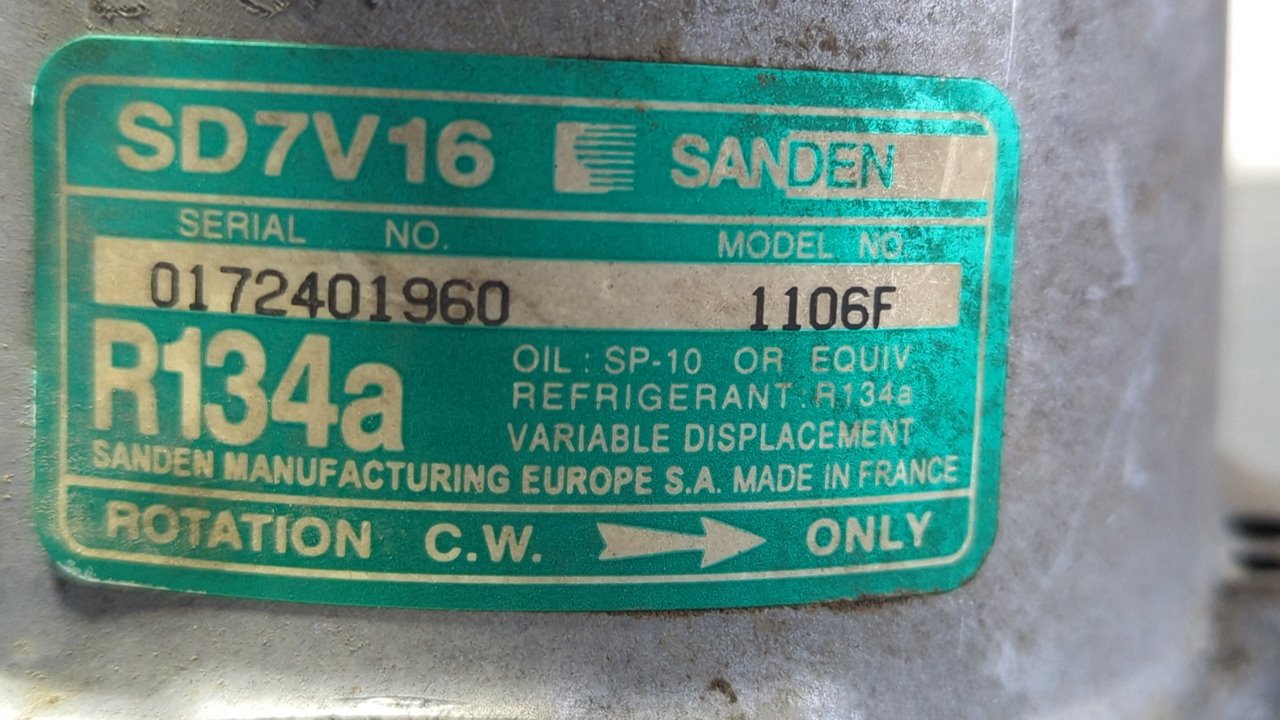 SD7V16 SANDEN
SERIAL NO. MODEL NO.
0172401960 1106F
R134a
OIL : SP-10 OR EQUIV
REFRIGERANT : R134a
VARIABLE DISPLACEMENT
SANDEN MANUFACTURING EUROPE S.A. MADE IN FRANCE
ROTATION C.W. ONLY